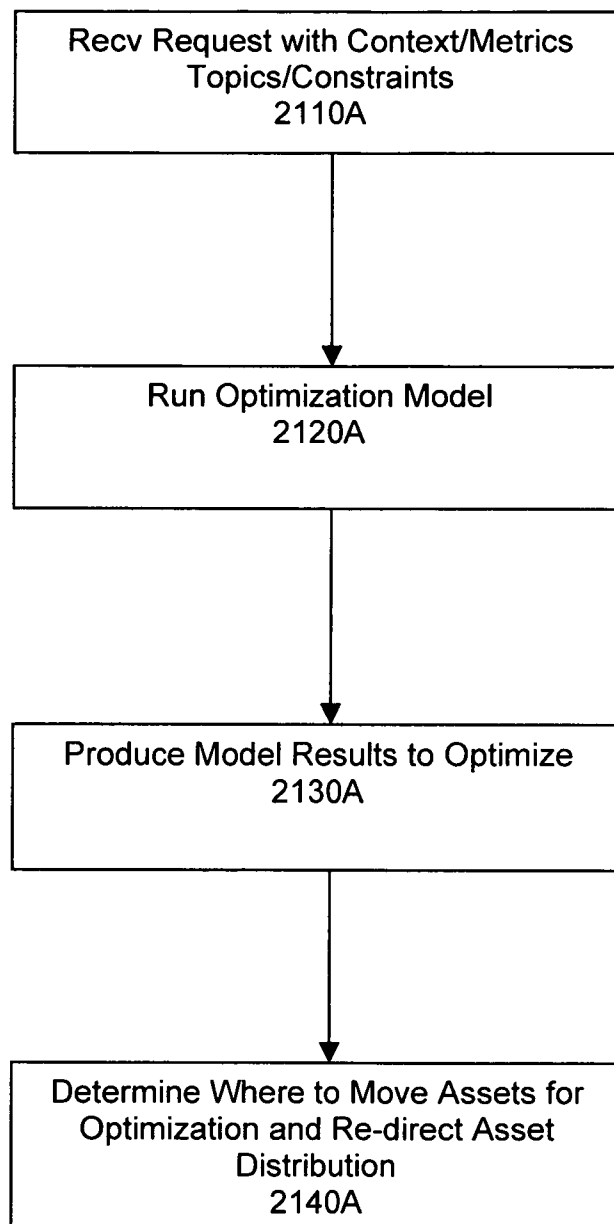 Recv Request with Context/Metrics
Topics/Constraints
2110A
Run Optimization Model
2120A
Produce Model Results to Optimize
2130A
Determine Where to Move Assets for
Optimization and Re-direct Asset
Distribution
2140A